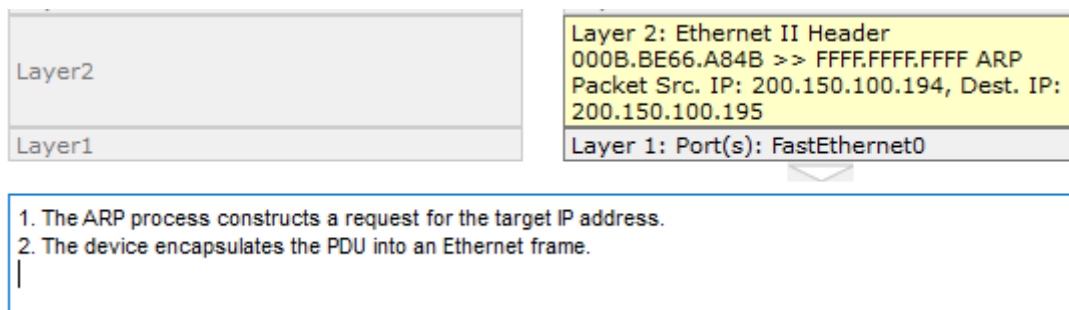 Layer2
Layer 2: Ethernet II Header
000B.BE66.A84B >> FFFF.FFFF.FFFF ARP
Packet Src. IP: 200.150.100.194, Dest. IP:
200.150.100.195
Layer1
Layer 1: Port(s): FastEthernet0
1. The ARP process constructs a request for the target IP address.
2. The device encapsulates the PDU into an Ethernet frame.